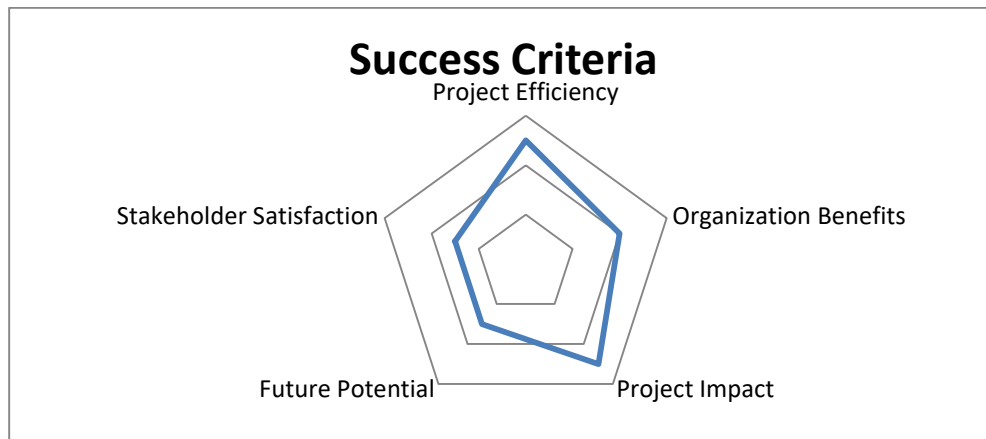 Success Criteria
Project Efficiency
Stakeholder Satisfaction
Organization Benefits
Future Potential
Project Impact